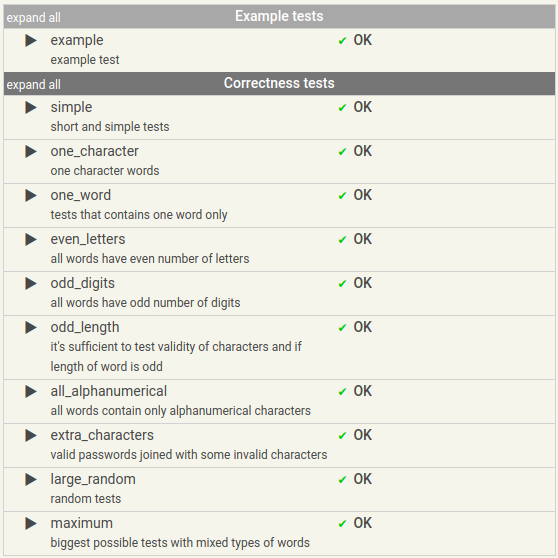 expand all Example tests
example ✔ OK
example test
expand all Correctness tests
simple ✔ OK
short and simple tests
one_character ✔ OK
one character words
one_word ✔ OK
tests that contains one word only
even_letters ✔ OK
all words have even number of letters
odd_digits ✔ OK
all words have odd number of digits
odd_length ✔ OK
it's sufficient to test validity of characters and if
length of word is odd
all_alphanumerical ✔ OK
all words contain only alphanumerical characters
extra_characters ✔ OK
valid passwords joined with some invalid characters
large_random ✔ OK
random tests
maximum ✔ OK
biggest possible tests with mixed types of words